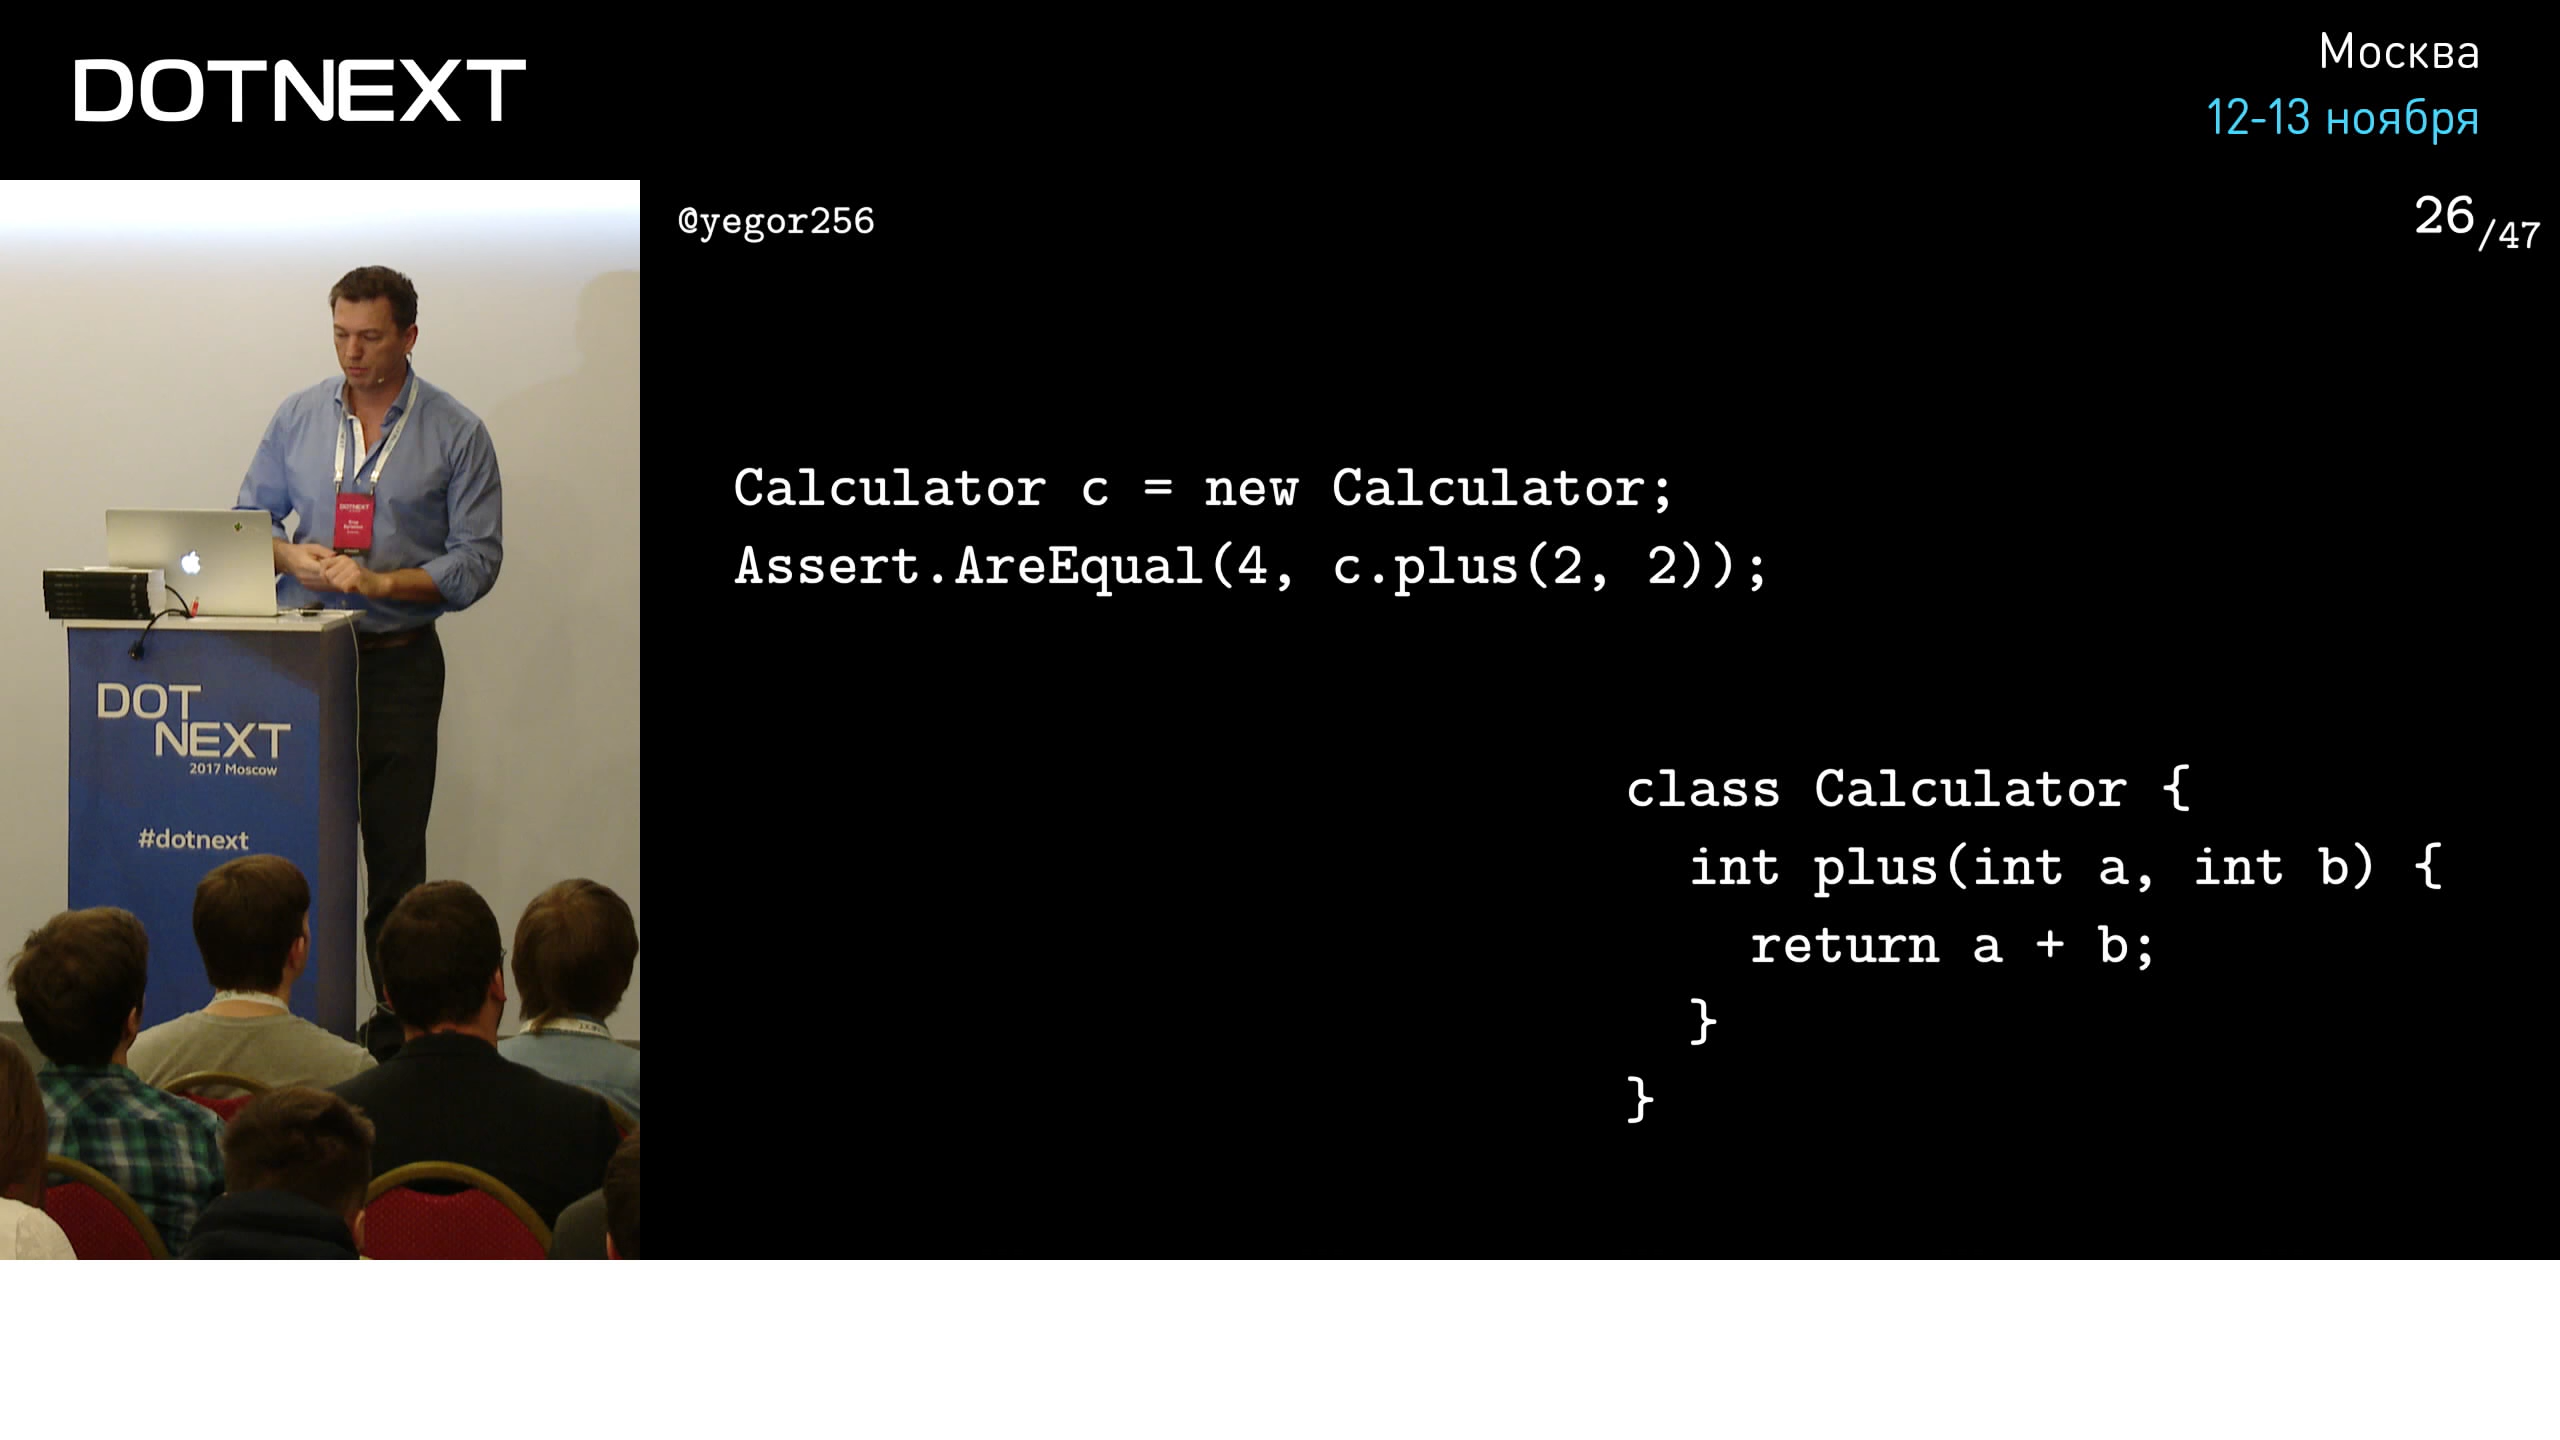 DOTNEXT
Москва
12-13 ноября
@yegor256
26/47
Calculator c = new Calculator;
Assert.AreEqual(4, c.plus(2, 2));
class Calculator {
int plus(int a, int b) {
return a + b;
}
}
DOTNEXT
DOT
NEXT
2017 Moscow
#dotnext